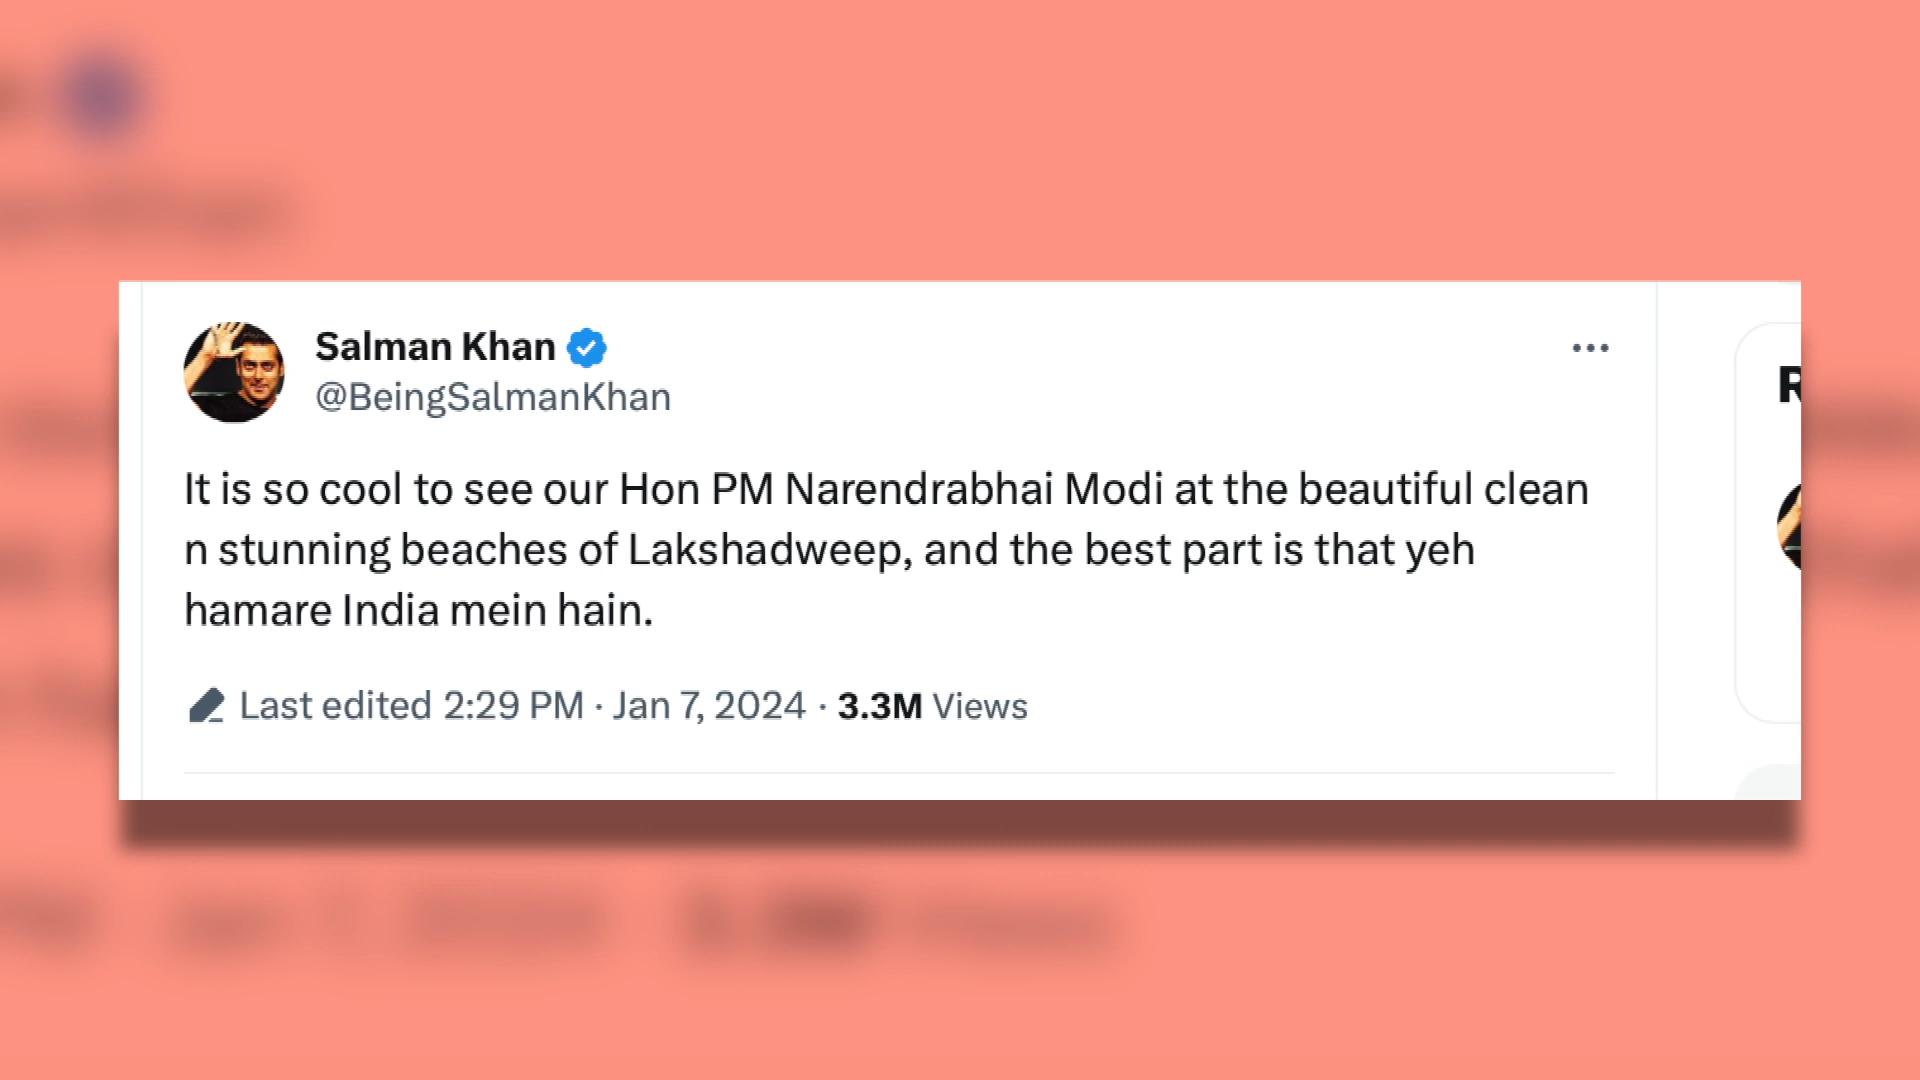 Salman Khan
@BeingSalmanKhan
It is so cool to see our Hon PM Narendrabhai Modi at the beautiful clean
n stunning beaches of Lakshadweep, and the best part is that yeh
hamare India mein hain.
Last edited 2:29 PM · Jan 7, 2024 · 3.3M Views